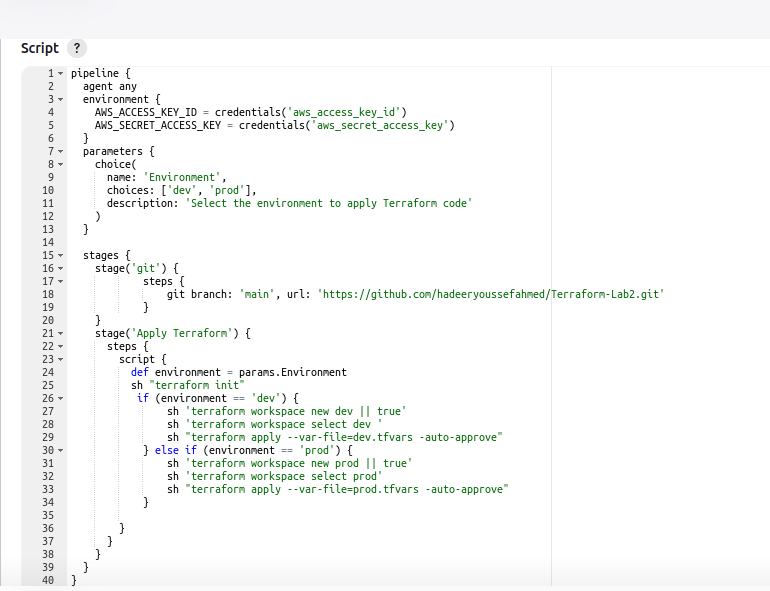 Script ?
1 pipeline {
2   agent any
3   environment {
4     AWS_ACCESS_KEY_ID = credentials('aws_access_key_id')
5     AWS_SECRET_ACCESS_KEY = credentials('aws_secret_access_key')
6   }
7   parameters {
8     choice(
9       name: 'Environment',
10       choices: ['dev', 'prod'],
11       description: 'Select the environment to apply Terraform code'
12     )
13   }
14
15   stages {
16     stage('git') {
17             steps {
18                 git branch: 'main', url: 'https://github.com/hadeeryoussefahmed/Terraform-Lab2.git'
19             }
20     }
21     stage('Apply Terraform') {
22       steps {
23         script {
24           def environment = params.Environment
25           sh "terraform init"
26            if (environment == 'dev') {
27                 sh 'terraform workspace new dev || true'
28                 sh 'terraform workspace select dev '
29                 sh "terraform apply --var-file=dev.tfvars -auto-approve"
30             } else if (environment == 'prod') {
31                 sh 'terraform workspace new prod || true'
32                 sh 'terraform workspace select prod'
33                 sh "terraform apply --var-file=prod.tfvars -auto-approve"
34             }
35
36         }
37       }
38     }
39   }
40 }